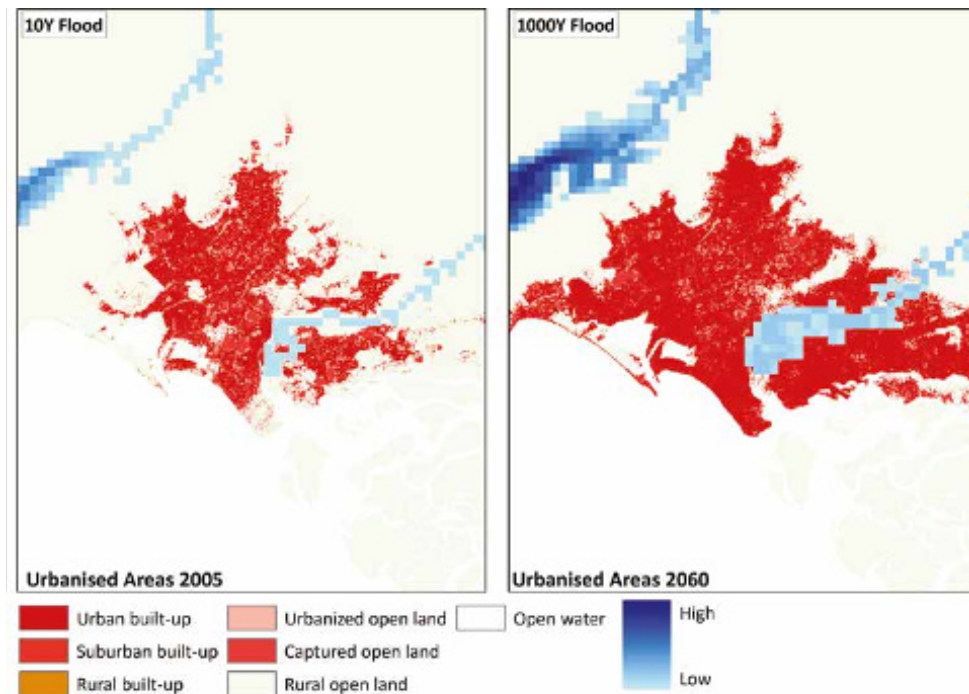 10Y Flood
1000Y Flood
Urbanised Areas 2005
Urbanised Areas 2060
Urban built-up
Urbanized open land
Open water
High
Suburban built-up
Captured open land
Rural built-up
Rural open land
Low